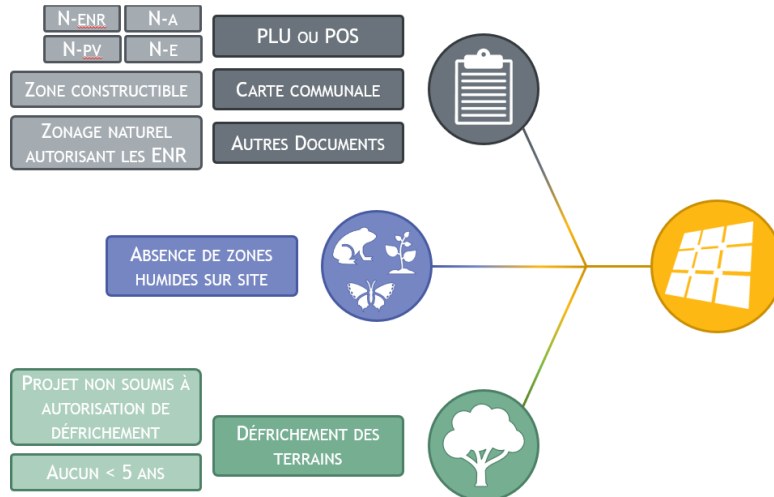 N-ENR N-A
PLU OU POS
N-PV N-E
ZONE CONSTRUCTIBLE
CARTE COMMUNALE
ZONAGE NATUREL
AUTORISANT LES ENR
AUTRES DOCUMENTS
ABSENCE DE ZONES
HUMIDES SUR SITE
PROJET NON SOUMIS À
AUTORISATION DE
DÉFRICHEMENT
AUCUN < 5 ANS
DÉFRICHEMENT DES
TERRAINS